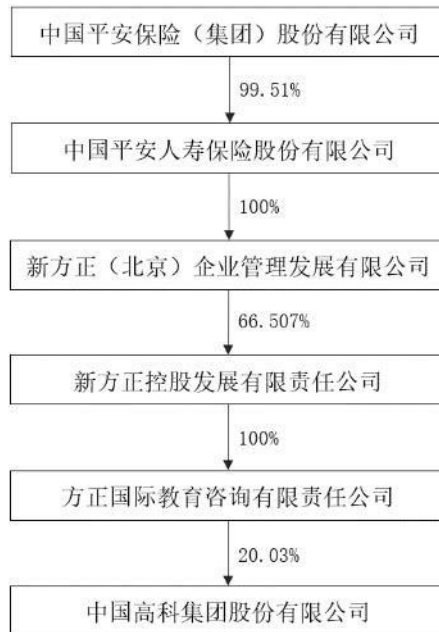 中国平安保险（集团）股份有限公司
99.51%
中国平安人寿保险股份有限公司
100%
新方正（北京）企业管理发展有限公司
66.507%
新方正控股发展有限责任公司
100%
方正国际教育咨询有限责任公司
20.03%
中国高科集团股份有限公司